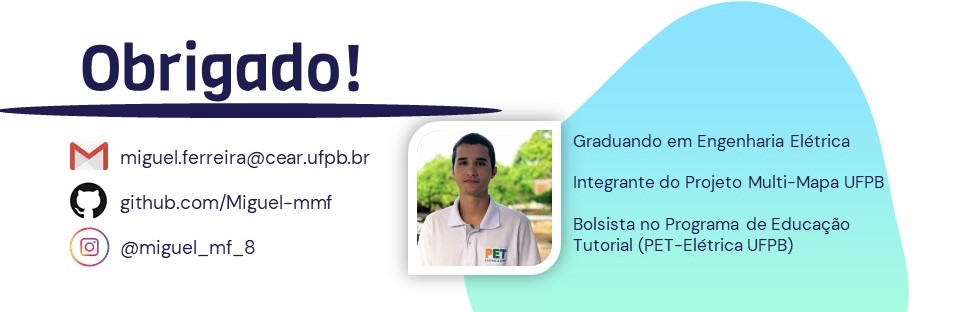 Obrigado!
miguel.ferreira@cear.ufpb.br
github.com/Miguel-mmf
@miguel_mf_8
PET
Graduando em Engenharia Elétrica
Integrante do Projeto Multi-Mapa UFPB
Bolsista no Programa de Educação
Tutorial (PET-Elétrica UFPB)